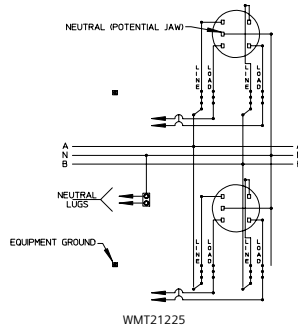 NEUTRAL (POTENTIAL JAW)
LINE
LOAD
LINE
LOAD
A
N
B
NEUTRAL
LUGS
EQUIPMENT GROUND
LINE
LOAD
LINE
LOAD
WMT21225